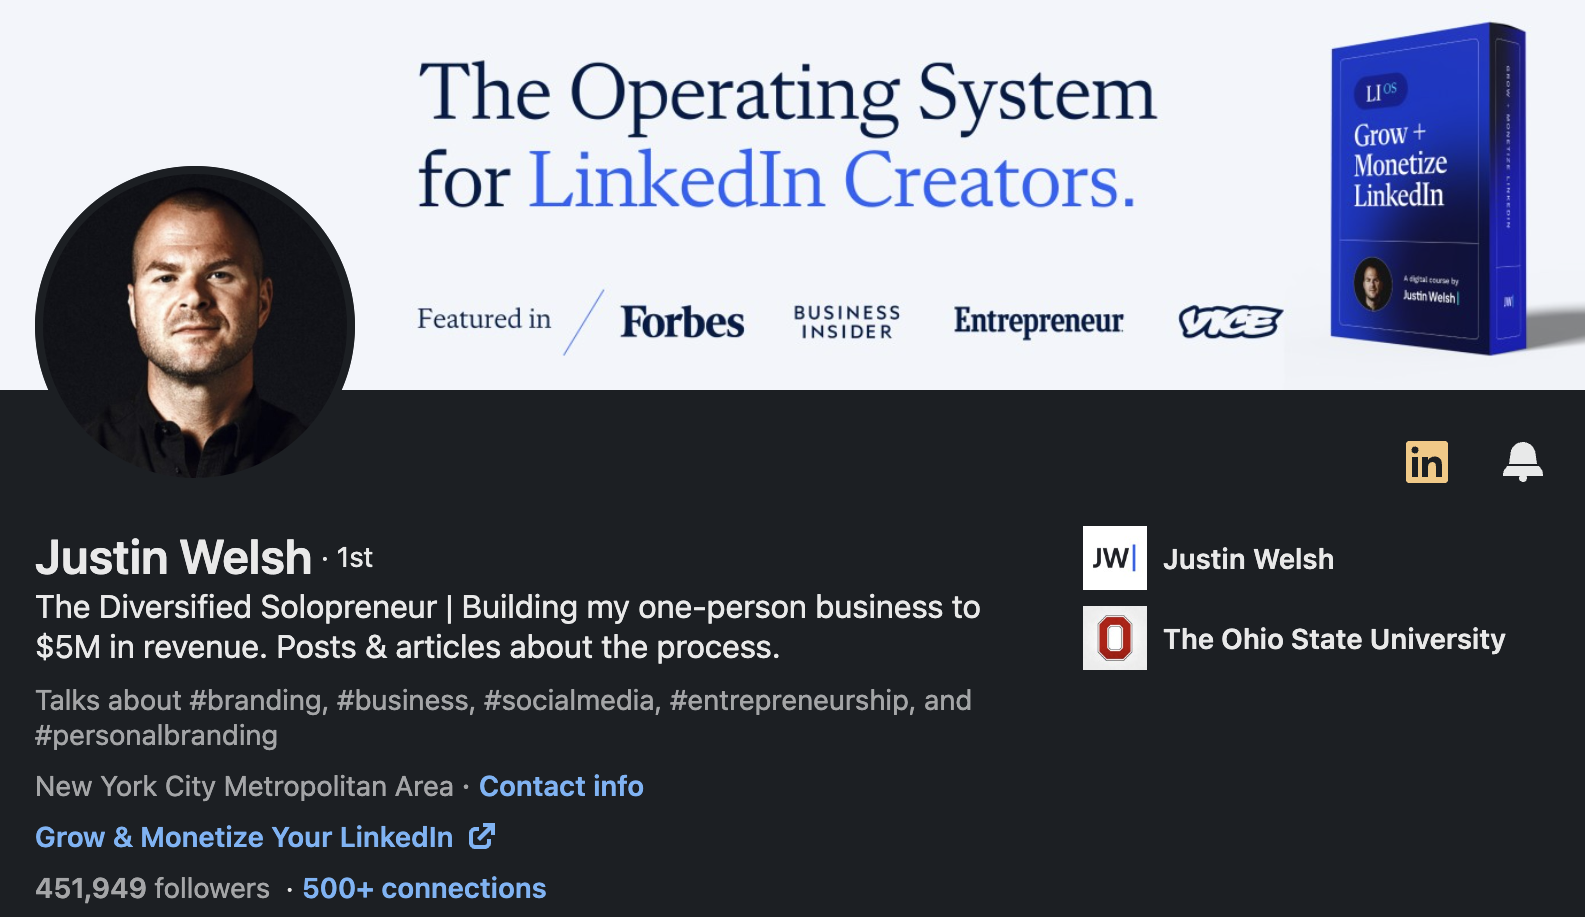 The Operating System
for LinkedIn Creators.
Featured in
Forbes
BUSINESS
INSIDER
Entrepreneur
VICE
LI OS
Grow +
Monetize
LinkedIn
A digital course by
Justin Welsh
GROW + MONETIZE LINKEDIN
JW
in
Justin Welsh · 1st
The Diversified Solopreneur | Building my one-person business to
$5M in revenue. Posts & articles about the process.
Talks about #branding, #business, #socialmedia, #entrepreneurship, and
#personalbranding
New York City Metropolitan Area · Contact info
Grow & Monetize Your LinkedIn
451,949 followers · 500+ connections
JW|
Justin Welsh
The Ohio State University